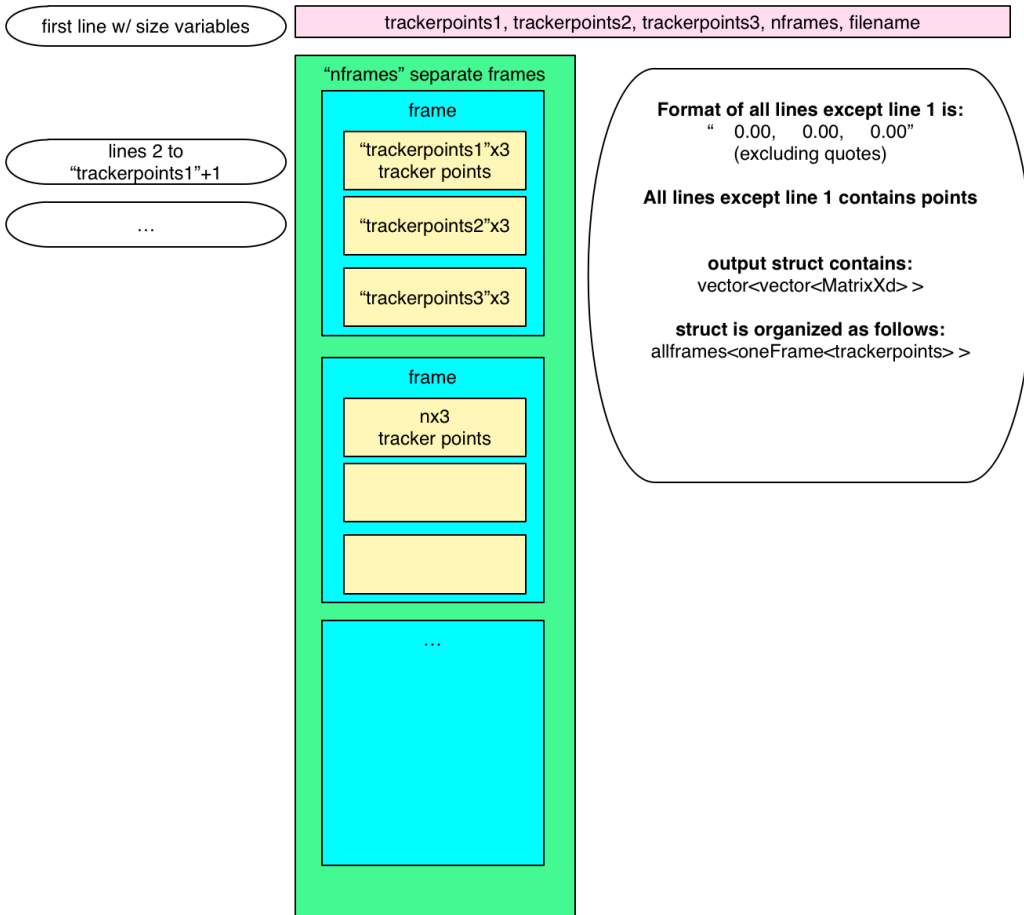 first line w/ size variables
trackerpoints1, trackerpoints2, trackerpoints3, nframes, filename
“nframes” separate frames
frame
“trackerpoints1”x3
tracker points
“trackerpoints2”x3
“trackerpoints3”x3
lines 2 to
“trackerpoints1”+1
…
frame
nx3
tracker points
…
Format of all lines except line 1 is:
“    0.00,    0.00,    0.00”
(excluding quotes)
All lines except line 1 contains points
output struct contains:
vector<vector<MatrixXd> >
struct is organized as follows:
allframes<oneFrame<trackerpoints> >